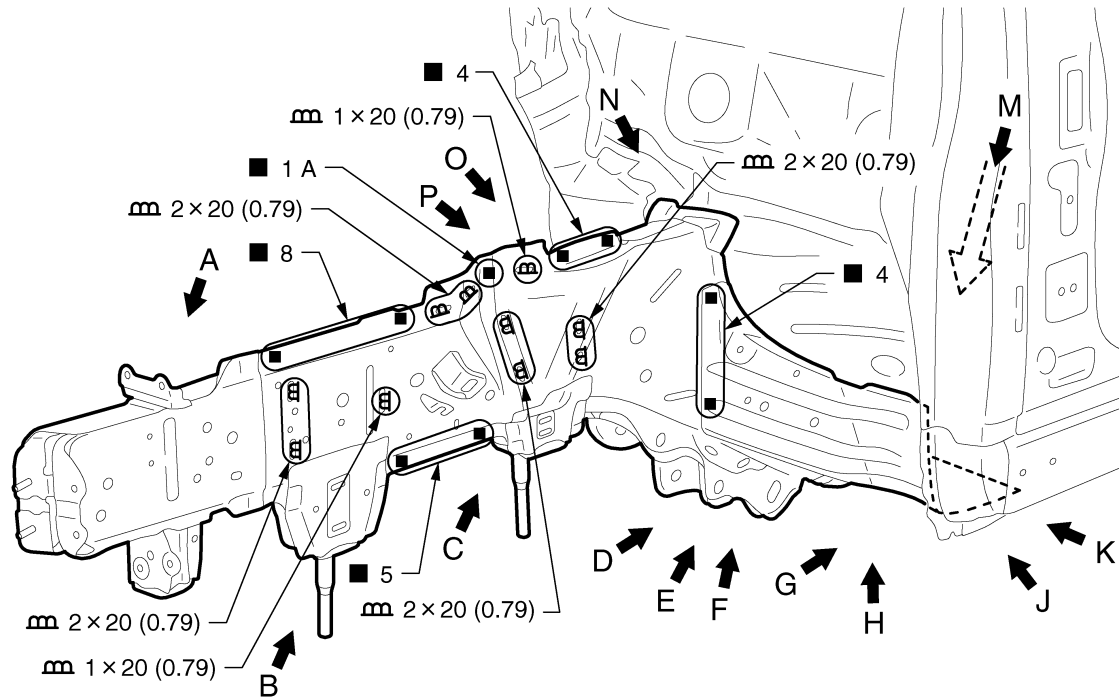 ■ 4
1×20 (0.79)
N
M
■ 1 A
O
2×20 (0.79)
P
2×20 (0.79)
■ 8
A
■ 4
C
D
E
F
G
H
J
K
■ 5
2×20 (0.79)
2×20 (0.79)
1×20 (0.79)
B